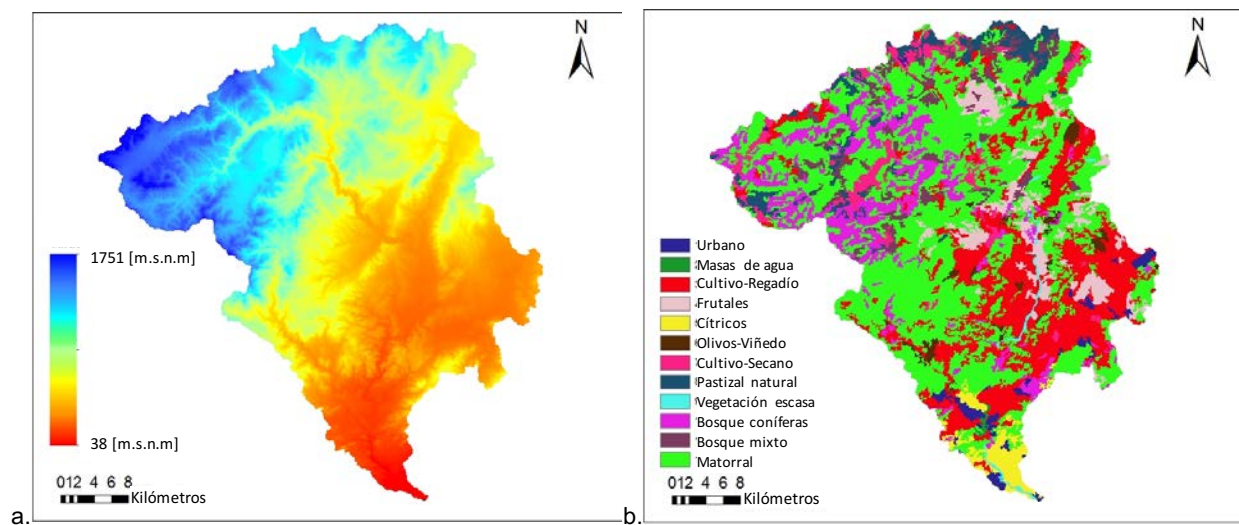 N
1751 [m.s.n.m]
38 [m.s.n.m]
012 4 6 8
Kilómetros
a.
N
Urbano
Masas de agua
Cultivo-Regadío
Frutales
Cítricos
Olivos-Viñedo
Cultivo-Secano
Pastizal natural
Vegetación escasa
Bosque coníferas
Bosque mixto
Matorral
012 4 6 8
Kilómetros
b.